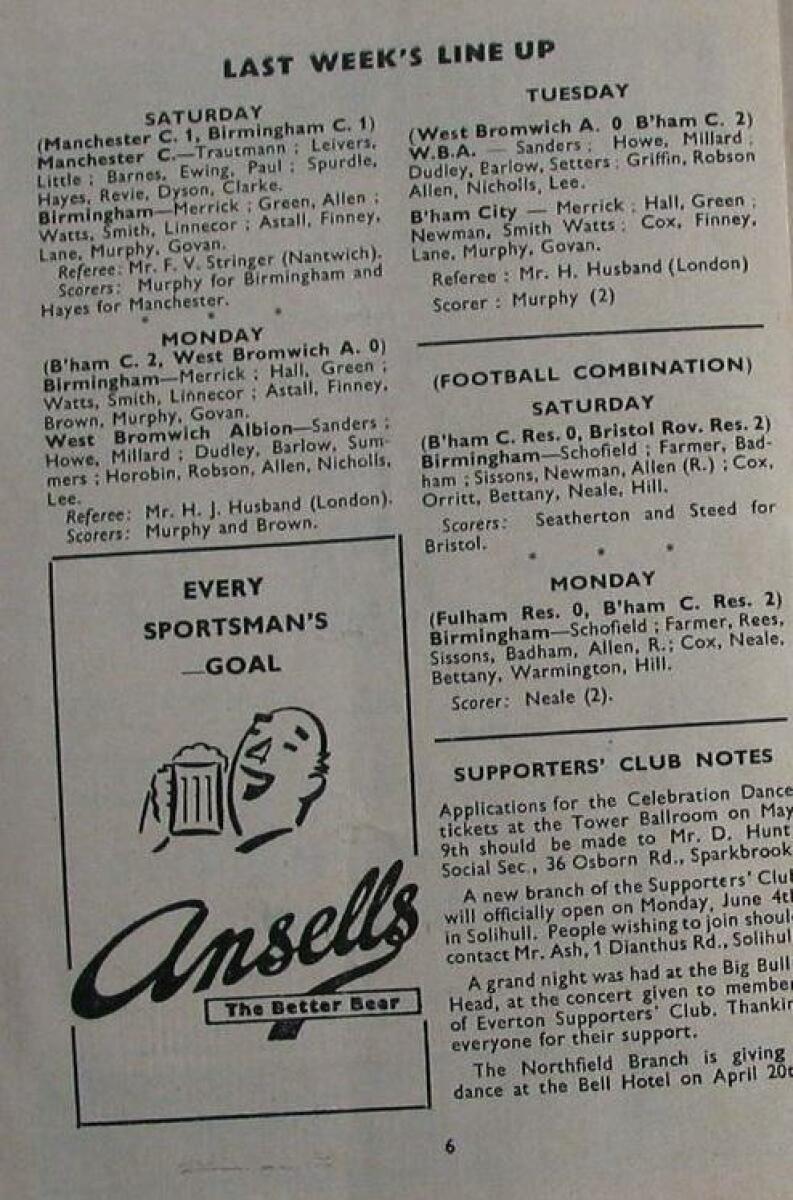 LAST WEEK'S LINE UP
SATURDAY
(Manchester C. 1, Birmingham C. 1)
Manchester C.—Trautmann ; Leivers,
Little ; Barnes, Ewing, Paul ; Spurdle,
Hayes, Revie, Dyson, Clarke.
Birmingham—Merrick ; Green, Allen ;
Watts, Smith, Linnecor ; Astall, Finney,
Lane, Murphy, Govan.
Referee: Mr. F. V. Stringer (Nantwich).
Scorers: Murphy for Birmingham and
Hayes for Manchester.
* * *
MONDAY
(B'ham C. 2, West Bromwich A. 0)
Birmingham—Merrick ; Hall, Green ;
Watts, Smith, Linnecor ; Astall, Finney,
Brown, Murphy, Govan.
West Bromwich Albion—Sanders ;
Howe, Millard ; Dudley, Barlow, Sum-
mers ; Horobin, Robson, Allen, Nicholls,
Lee.
Referee: Mr. H. J. Husband (London).
Scorers: Murphy and Brown.
EVERY
SPORTSMAN'S
—GOAL
Ansells
The Better Beer
TUESDAY
(West Bromwich A. 0 B'ham C. 2)
W.B.A. — Sanders ; Howe, Millard ;
Dudley, Barlow, Setters ; Griffin, Robson
Allen, Nicholls, Lee.
B'ham City — Merrick ; Hall, Green ;
Newman, Smith Watts ; Cox, Finney,
Lane, Murphy, Govan.
Referee : Mr. H. Husband (London)
Scorer : Murphy (2)
(FOOTBALL COMBINATION)
SATURDAY
(B'ham C. Res. 0, Bristol Rov. Res. 2)
Birmingham—Schofield ; Farmer, Bad-
ham ; Sissons, Newman, Allen (R.) ; Cox,
Orritt, Bettany, Neale, Hill.
Scorers: Seatherton and Steed for
Bristol.
* * *
MONDAY
(Fulham Res. 0, B'ham C. Res. 2)
Birmingham—Schofield ; Farmer, Rees,
Sissons, Badham, Allen, R.; Cox, Neale,
Bettany, Warmington, Hill.
Scorer: Neale (2).
SUPPORTERS' CLUB NOTES
Applications for the Celebration Dance
tickets at the Tower Ballroom on May
9th should be made to Mr. D. Hunt
Social Sec., 36 Osborn Rd., Sparkbrook
A new branch of the Supporters' Club
will officially open on Monday, June 4th
in Solihull. People wishing to join shoul
contact Mr. Ash, 1 Dianthus Rd., Solihul
A grand night was had at the Big Bull
Head, at the concert given to member
of Everton Supporters' Club. Thankin
everyone for their support.
The Northfield Branch is giving
dance at the Bell Hotel on April 20t
6